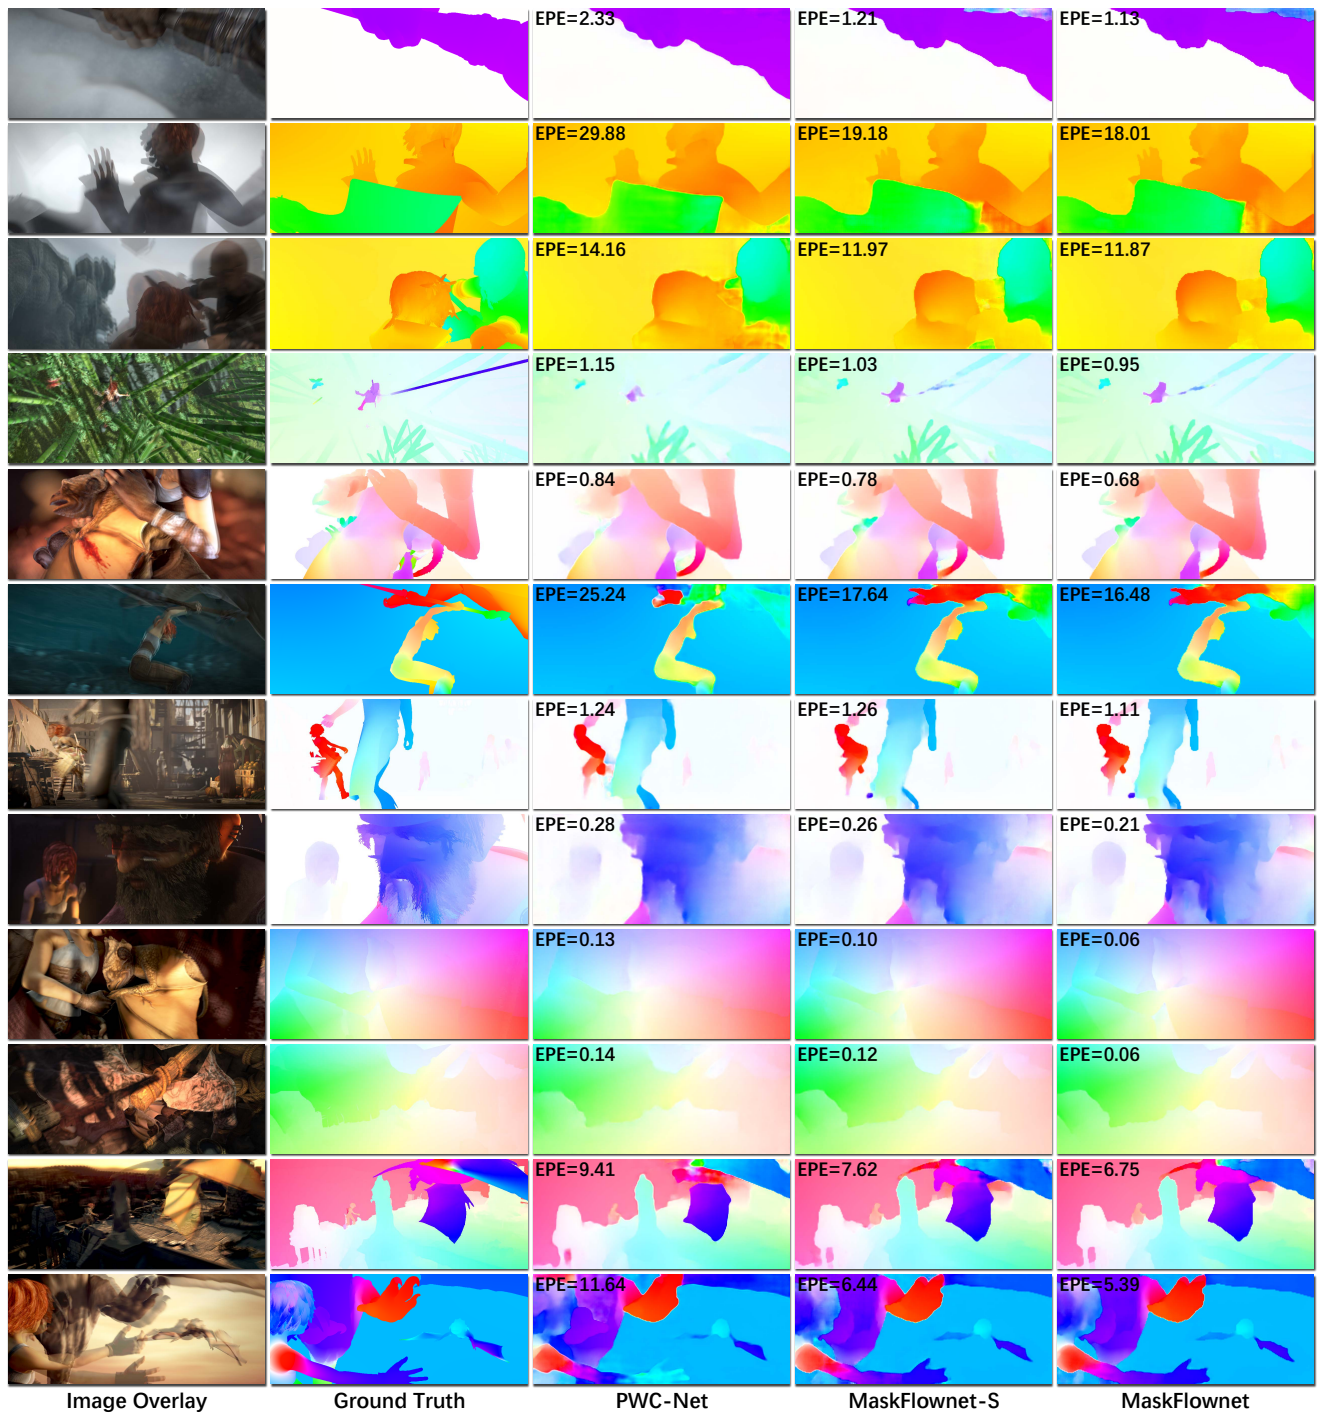 EPE=2.33 EPE=1.21 EPE=1.13
EPE=29.88 EPE=19.18 EPE=18.01
EPE=14.16 EPE=11.97 EPE=11.87
EPE=1.15 EPE=1.03 EPE=0.95
EPE=0.84 EPE=0.78 EPE=0.68
EPE=25.24 EPE=17.64 EPE=16.48
EPE=1.24 EPE=1.26 EPE=1.11
EPE=0.28 EPE=0.26 EPE=0.21
EPE=0.13 EPE=0.10 EPE=0.06
EPE=0.14 EPE=0.12 EPE=0.06
EPE=9.41 EPE=7.62 EPE=6.75
EPE=11.64 EPE=6.44 EPE=5.39
Image Overlay Ground Truth PWC-Net MaskFlownet-S MaskFlownet